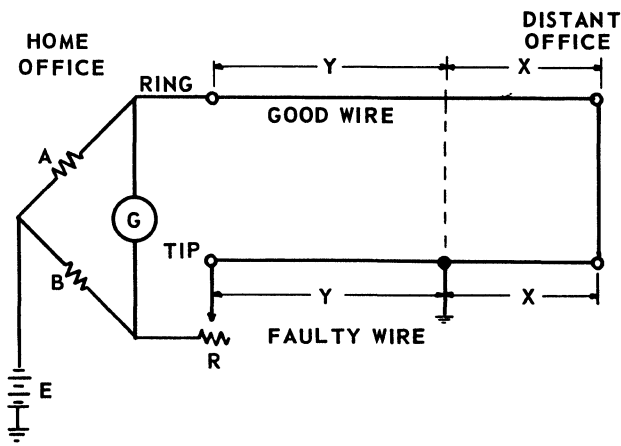 HOME
OFFICE
DISTANT
OFFICE
Y
X
RING
GOOD WIRE
A
G
TIP
B
Y
X
R
FAULTY WIRE
E